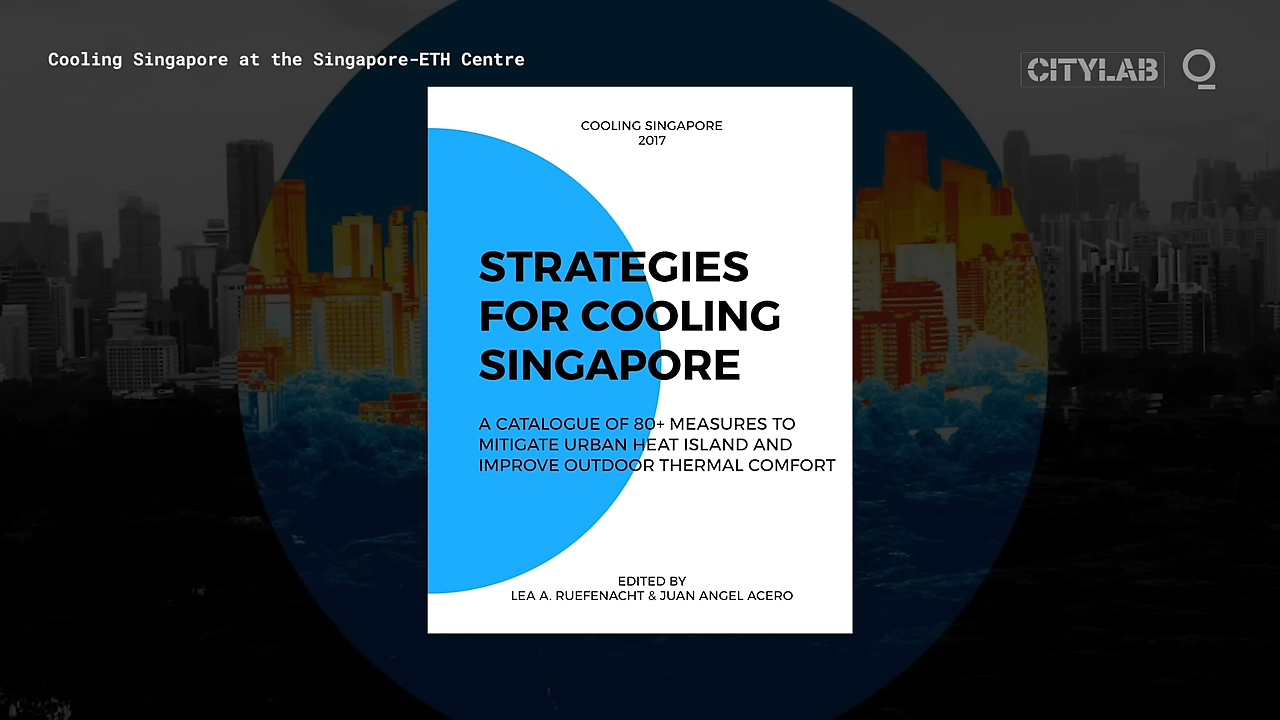 Cooling Singapore at the Singapore-ETH Centre
CITYLAB
COOLING SINGAPORE
2017
STRATEGIES
FOR COOLING
SINGAPORE
A CATALOGUE OF 80+ MEASURES TO
MITIGATE URBAN HEAT ISLAND AND
IMPROVE OUTDOOR THERMAL COMFORT
EDITED BY
LEA A. RUEFENACHT & JUAN ANGEL ACERO